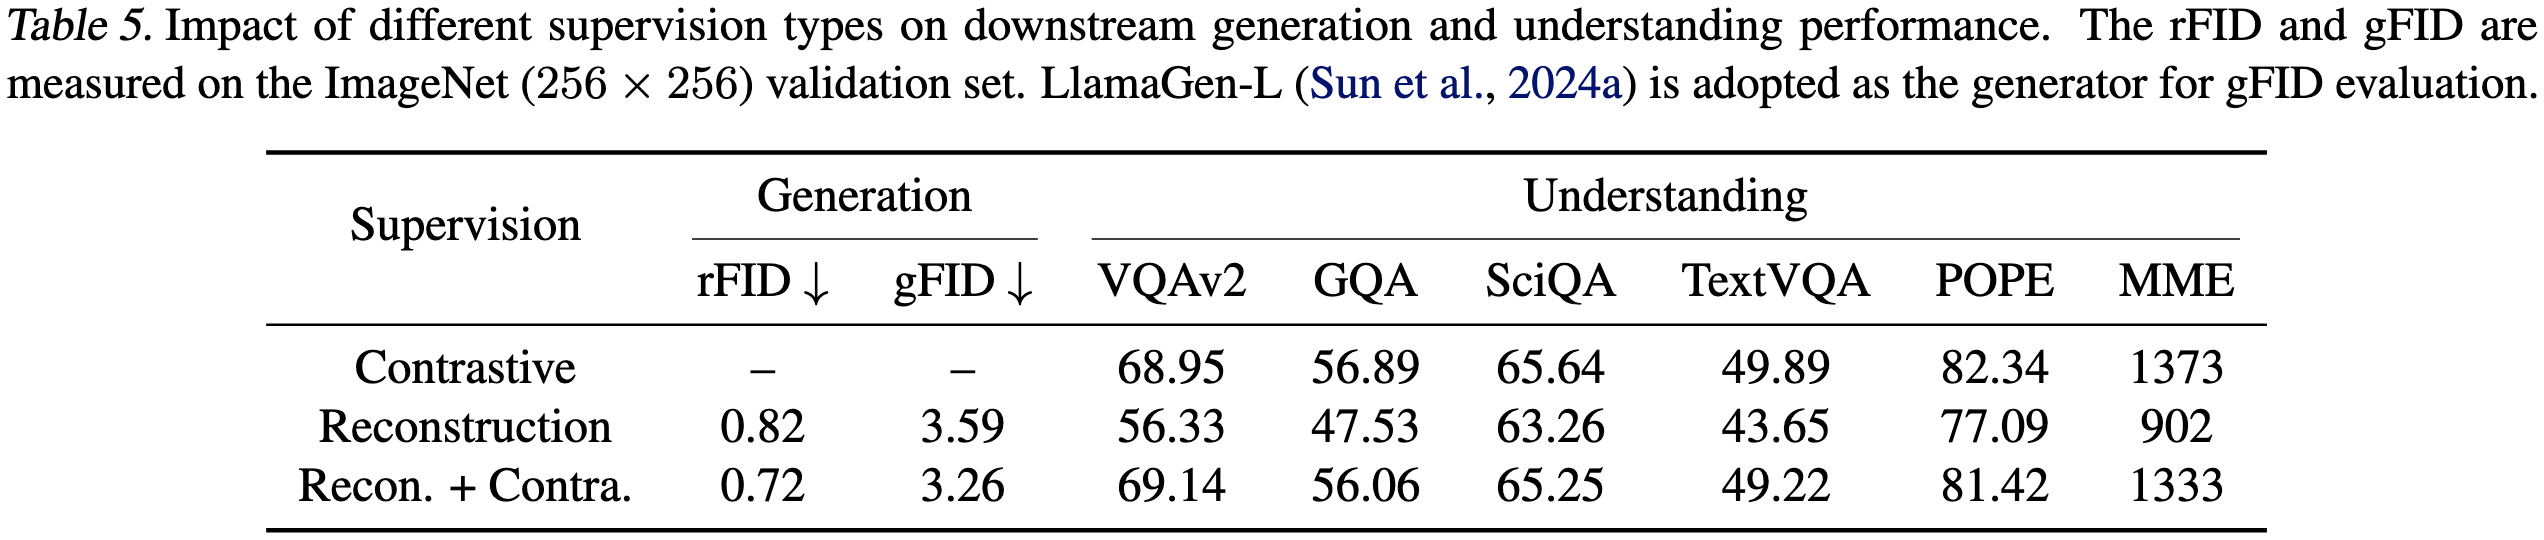 Table 5. Impact of different supervision types on downstream generation and understanding performance. The rFID and gFID are
measured on the ImageNet (256 × 256) validation set. LlamaGen-L (Sun et al., 2024a) is adopted as the generator for gFID evaluation.
Supervision Generation Understanding
rFID ↓ gFID ↓ VQAv2 GQA SciQA TextVQA POPE MME
Contrastive – – 68.95 56.89 65.64 49.89 82.34 1373
Reconstruction 0.82 3.59 56.33 47.53 63.26 43.65 77.09 902
Recon. + Contra. 0.72 3.26 69.14 56.06 65.25 49.22 81.42 1333